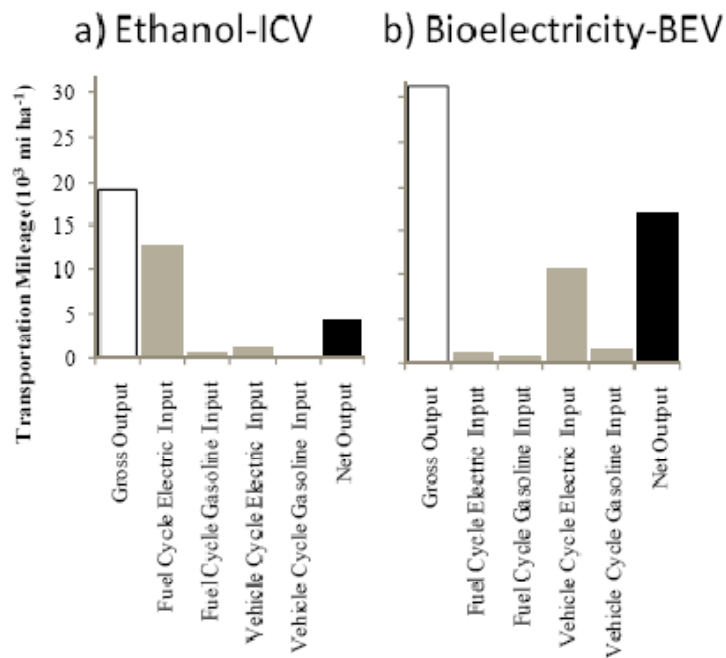 a) Ethanol-ICV
b) Bioelectricity-BEV
Transportation Mileage (10³ mi ha⁻¹)
30
25
20
15
10
5
0
Gross Output
Fuel Cycle Electric Input
Fuel Cycle Gasoline Input
Vehicle Cycle Electric Input
Vehicle Cycle Gasoline Input
Net Output
Gross Output
Fuel Cycle Electric Input
Fuel Cycle Gasoline Input
Vehicle Cycle Electric Input
Vehicle Cycle Gasoline Input
Net Output